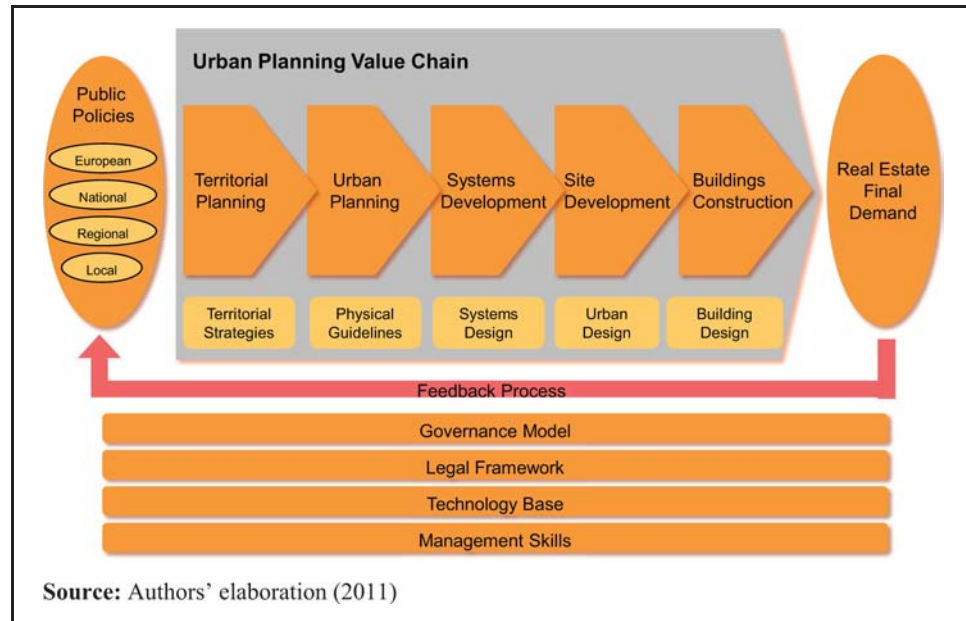 Urban Planning Value Chain
Public
Policies
European
National
Regional
Local
Territorial
Planning
Urban
Planning
Systems
Development
Site
Development
Buildings
Construction
Real Estate
Final
Demand
Territorial
Strategies
Physical
Guidelines
Systems
Design
Urban
Design
Building
Design
Feedback Process
Governance Model
Legal Framework
Technology Base
Management Skills
Source: Authors’ elaboration (2011)